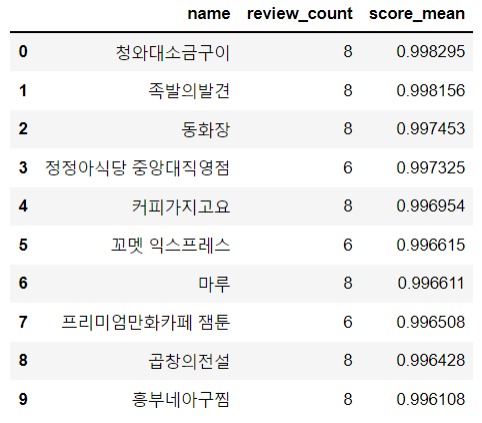 name review_count score_mean
0 청와대소금구이 8 0.998295
1 족발의발견 8 0.998156
2 동화장 8 0.997453
3 정정아식당 중앙대직영점 6 0.997325
4 커피가지고요 8 0.996954
5 꼬멧 익스프레스 6 0.996615
6 마루 8 0.996611
7 프리미엄만화카페 잼툰 6 0.996508
8 곱창의전설 8 0.996428
9 흥부네아구찜 8 0.996108